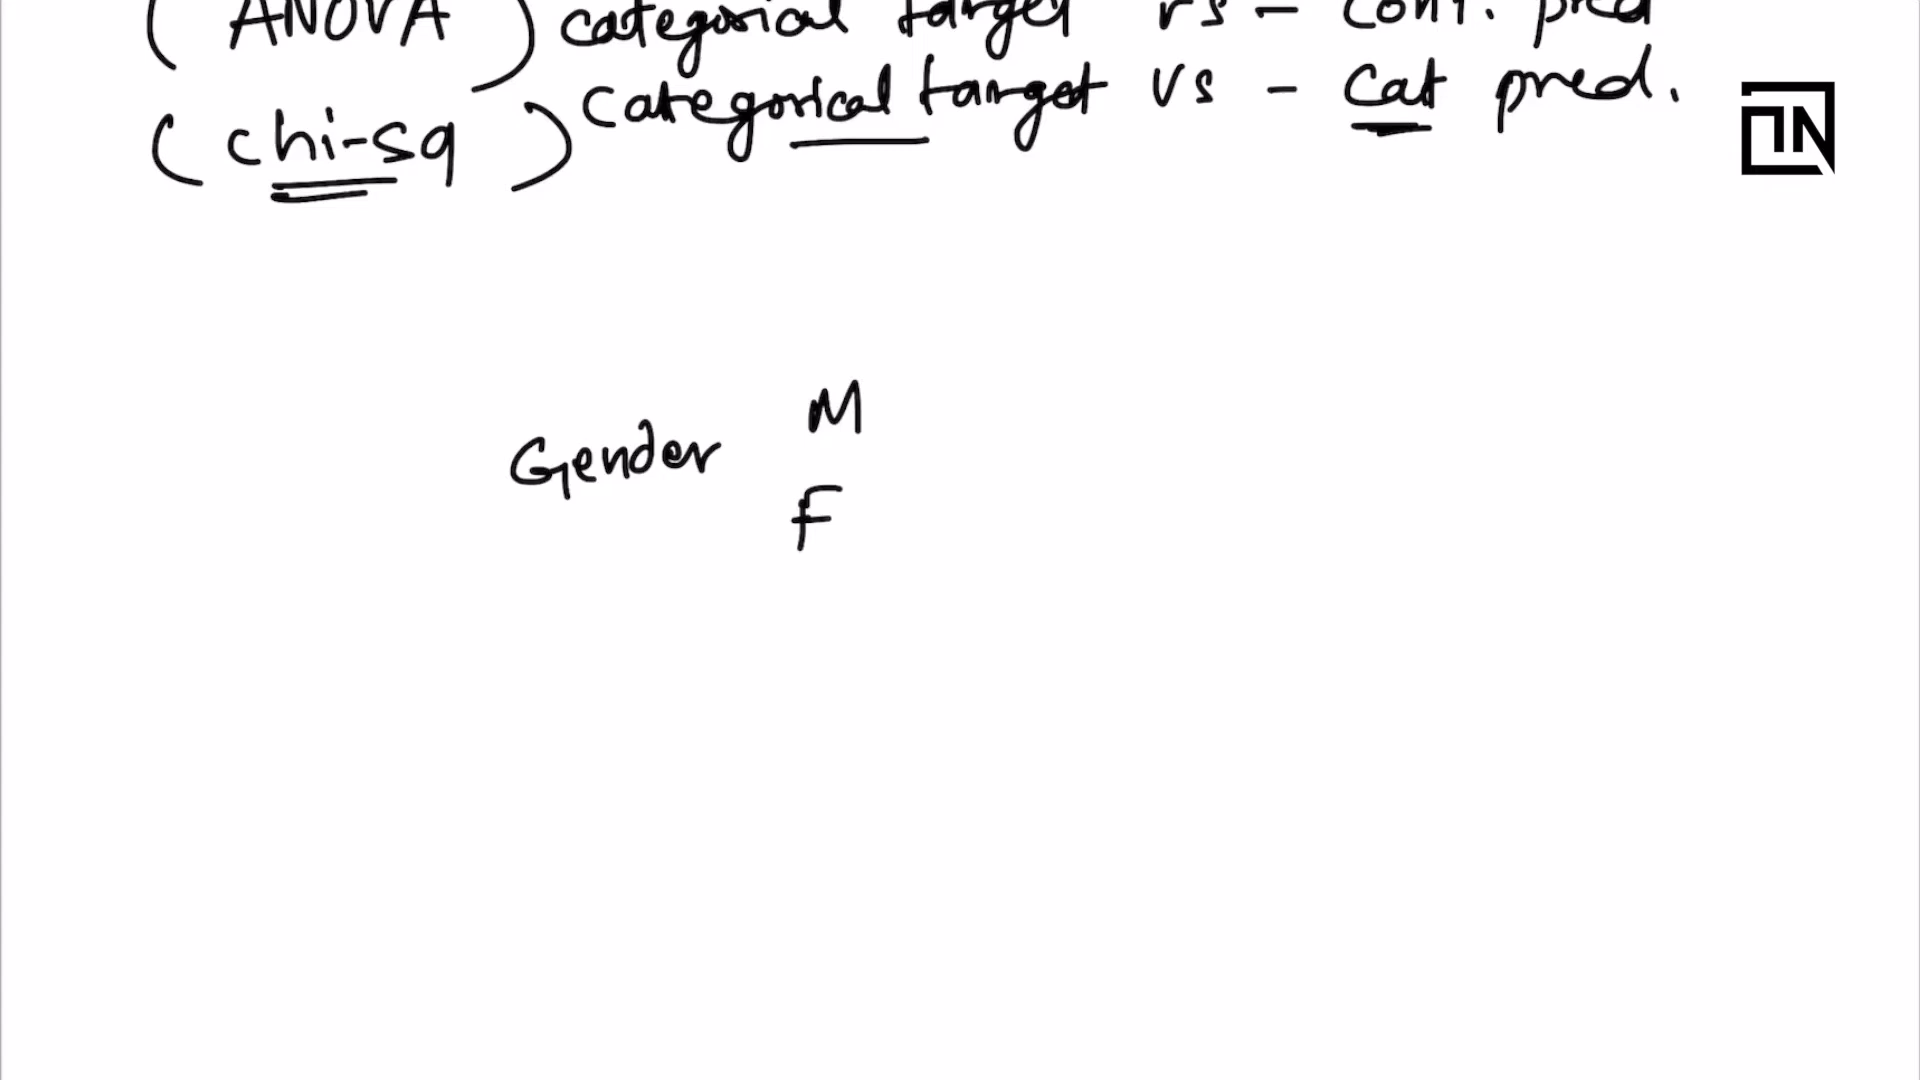 (ANOVA) categorical target vs - cont. pred
(chi-sq) categorical target vs - cat pred.
M
Gender
F